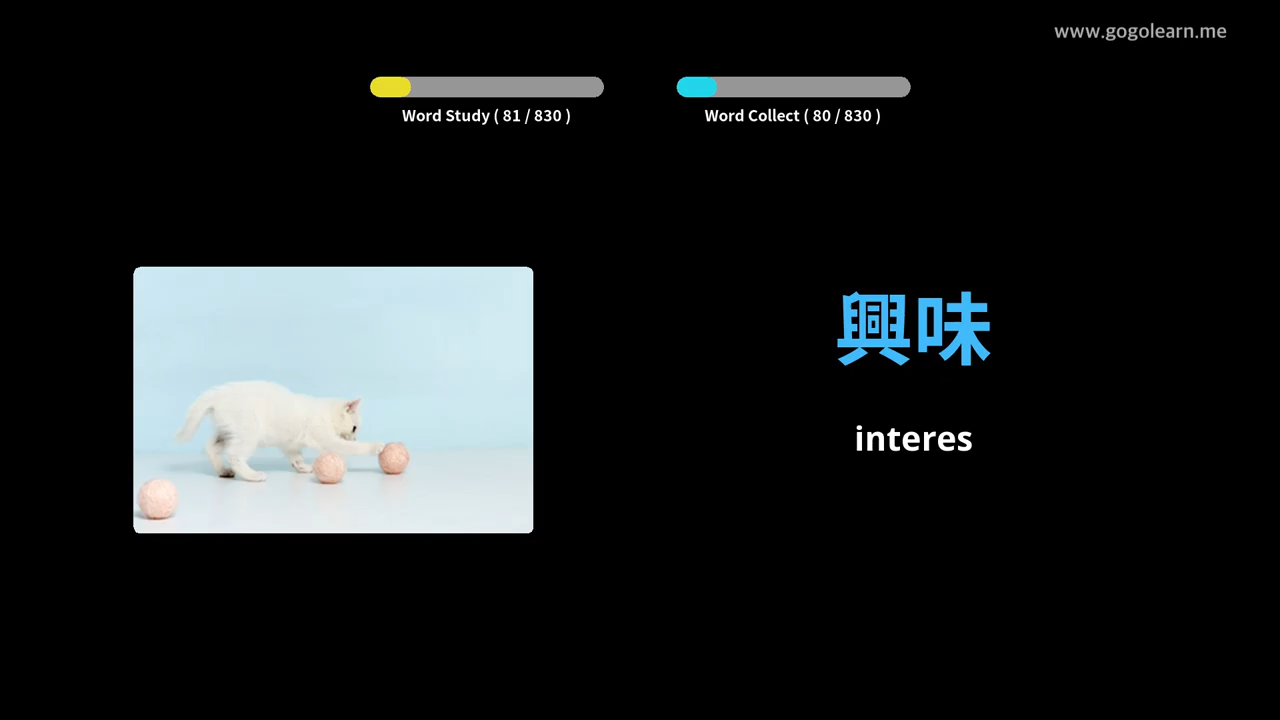 www.gogolearn.me
Word Study ( 81 / 830 )
Word Collect ( 80 / 830 )
興味
interes